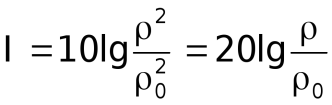 I = 10lg ρ²/ρ₀² = 20lg ρ/ρ₀